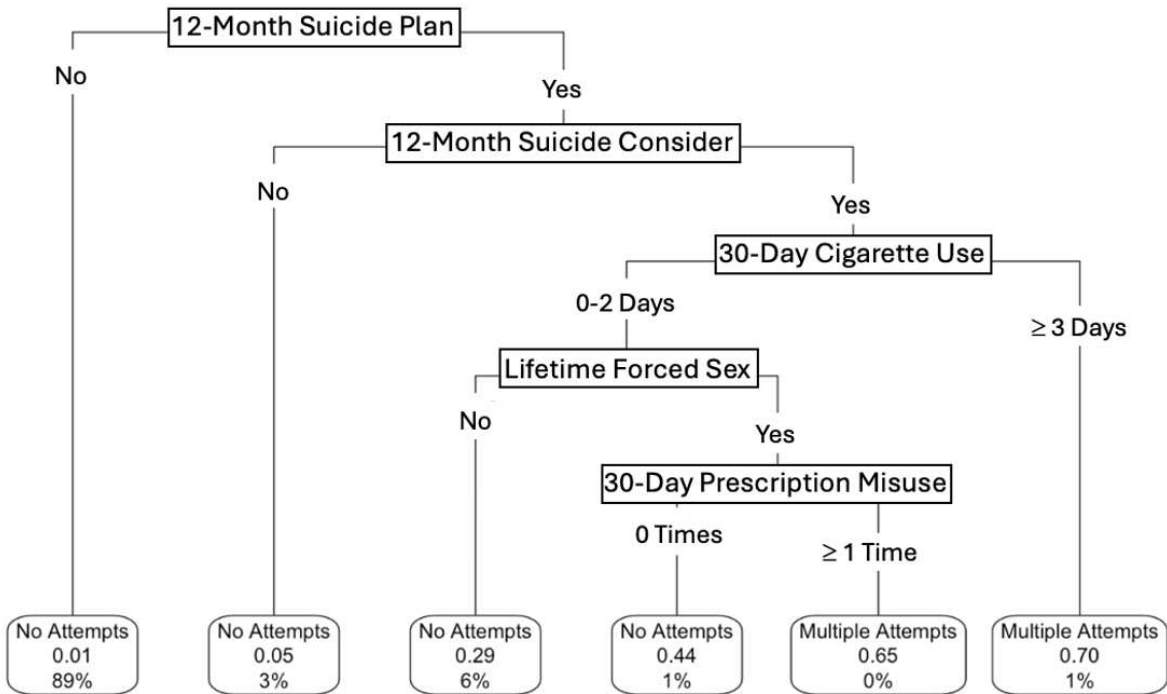 12-Month Suicide Plan
No
Yes
12-Month Suicide Consider
No
Yes
30-Day Cigarette Use
0-2 Days
≥ 3 Days
Lifetime Forced Sex
No
Yes
30-Day Prescription Misuse
0 Times
≥ 1 Time
No Attempts
0.01
89%
No Attempts
0.05
3%
No Attempts
0.29
6%
No Attempts
0.44
1%
Multiple Attempts
0.65
0%
Multiple Attempts
0.70
1%